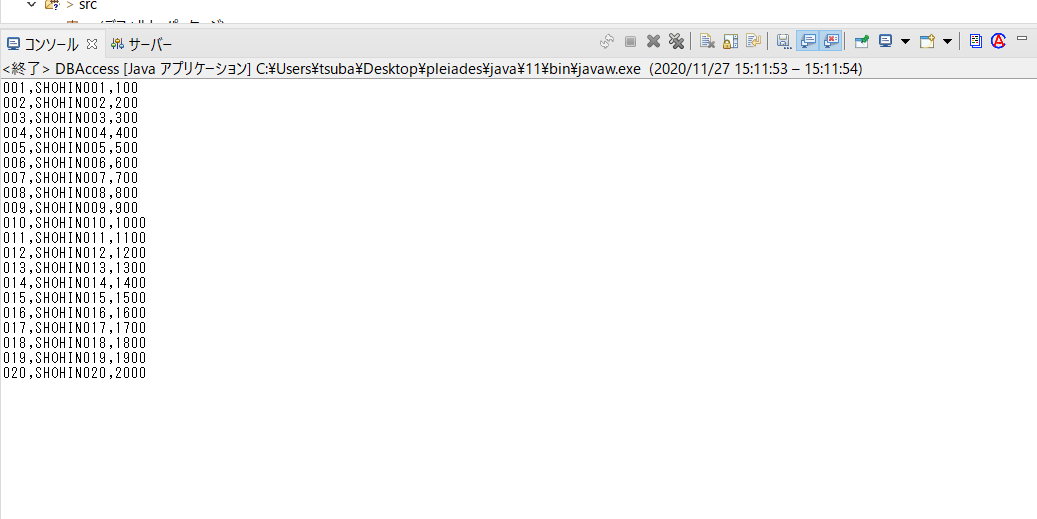 src
コンソール サーバー
<終了> DBAccess [Java アプリケーション] C:¥Users¥tsuba¥Desktop¥pleiades¥java¥11¥bin¥javaw.exe (2020/11/27 15:11:53 – 15:11:54)
001,SHOHIN001,100
002,SHOHIN002,200
003,SHOHIN003,300
004,SHOHIN004,400
005,SHOHIN005,500
006,SHOHIN006,600
007,SHOHIN007,700
008,SHOHIN008,800
009,SHOHIN009,900
010,SHOHIN010,1000
011,SHOHIN011,1100
012,SHOHIN012,1200
013,SHOHIN013,1300
014,SHOHIN014,1400
015,SHOHIN015,1500
016,SHOHIN016,1600
017,SHOHIN017,1700
018,SHOHIN018,1800
019,SHOHIN019,1900
020,SHOHIN020,2000